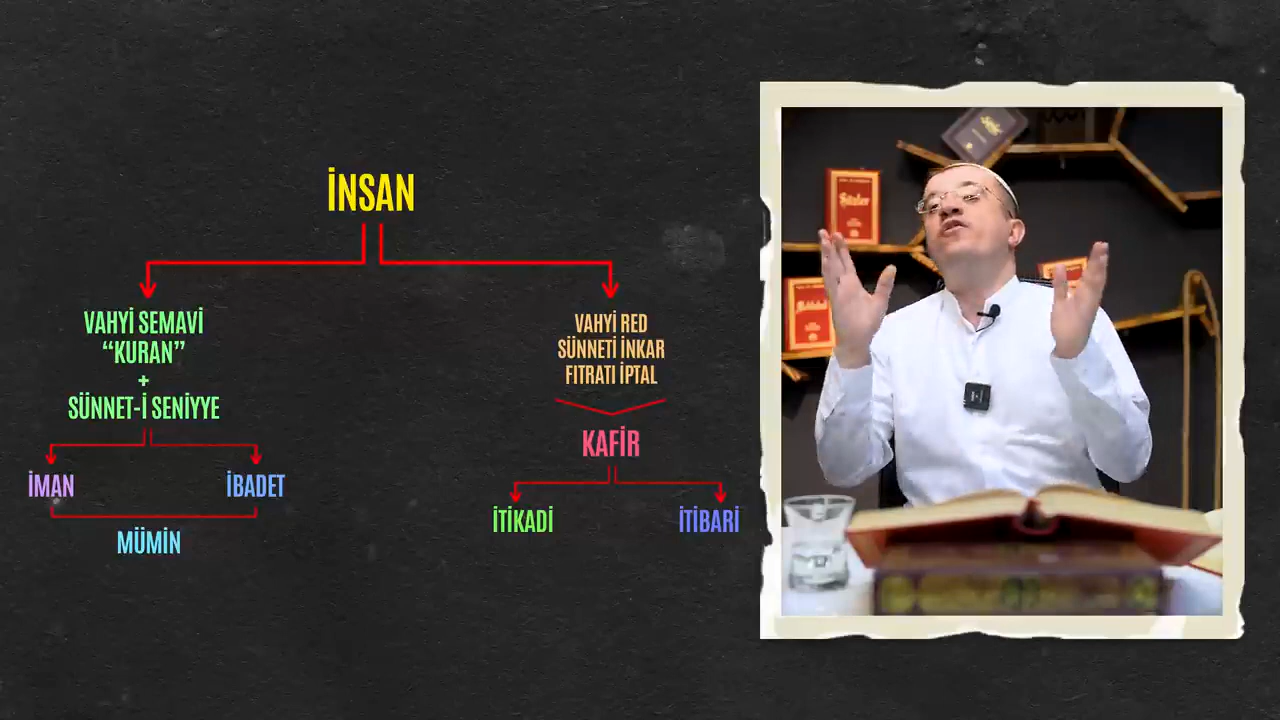 İNSAN
VAHYİ SEMAVİ
“KURAN”
+
SÜNNET-İ SENİYYE
İMAN
İBADET
MÜMİN
VAHYİ RED
SÜNNETİ İNKAR
FITRATI İPTAL
KAFİR
İTİKADİ
İTİBARİ
Sözler